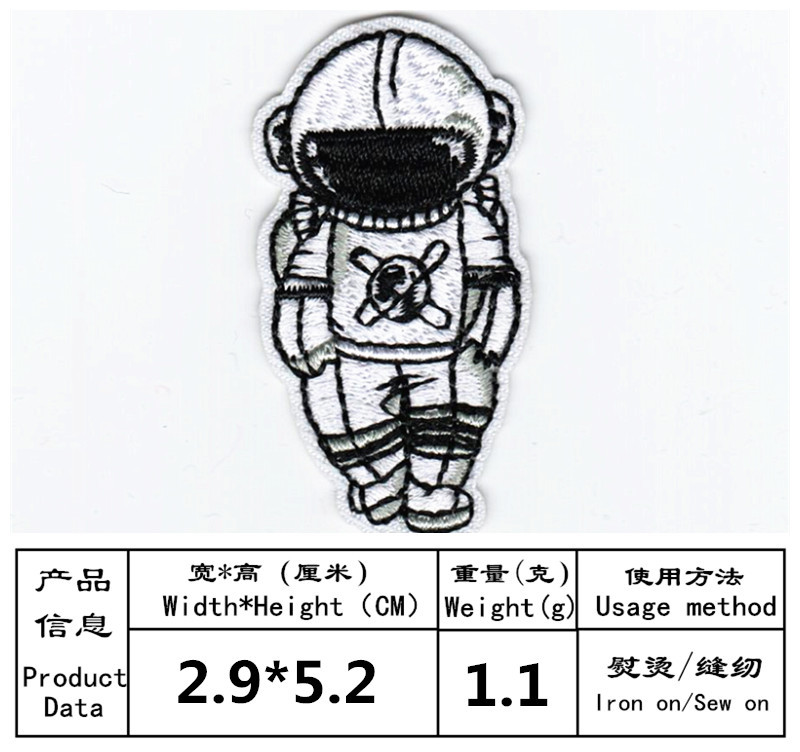 产品
信息
Product
Data
宽*高 (厘米)
Width*Height (CM)
2.9*5.2
重量(克)
Weight(g)
1.1
使用方法
Usage method
熨烫/缝纫
Iron on/Sew on